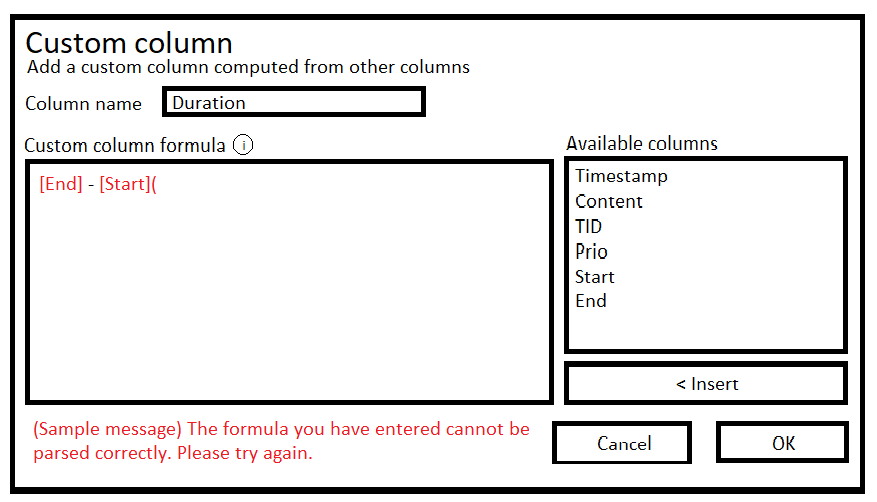 Custom column
Add a custom column computed from other columns
Column name
Duration
Custom column formula i
[End] - [Start](
Available columns
Timestamp
Content
TID
Prio
Start
End
< Insert
(Sample message) The formula you have entered cannot be
parsed correctly. Please try again.
Cancel
OK